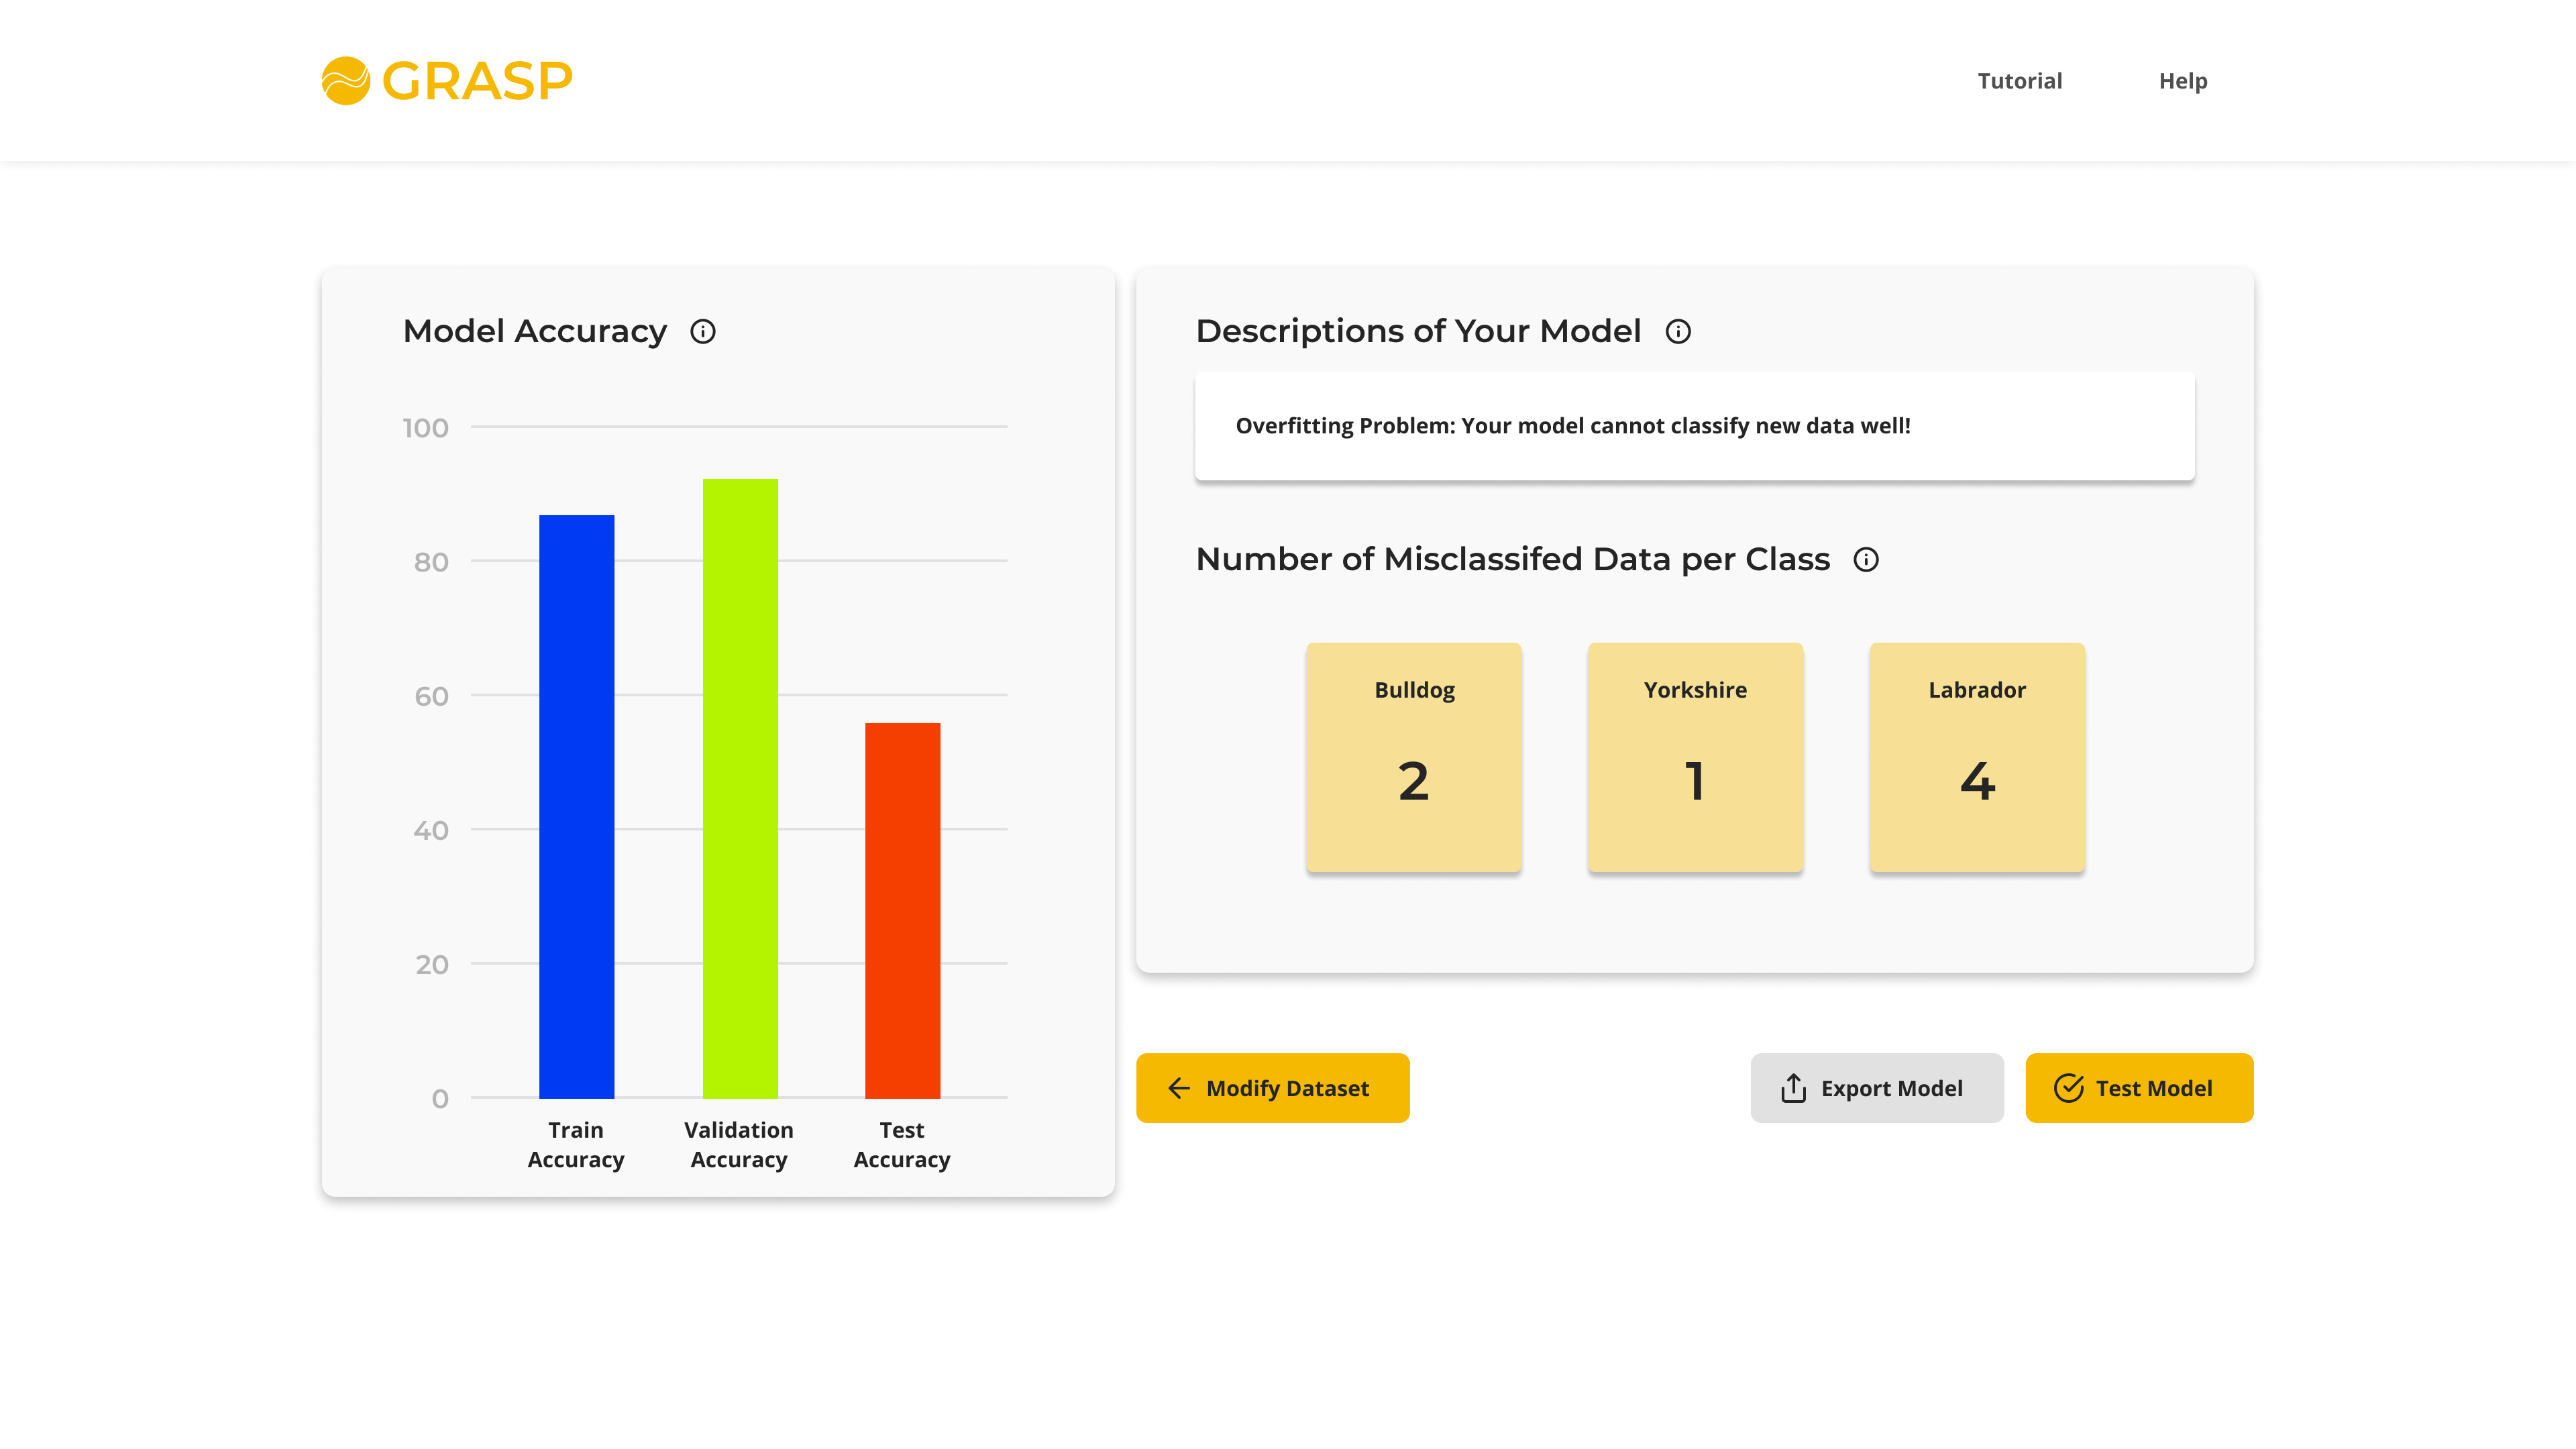 GRASP
Tutorial
Help
Model Accuracy
100
80
60
40
20
0
Train
Accuracy
Validation
Accuracy
Test
Accuracy
Descriptions of Your Model
Overfitting Problem: Your model cannot classify new data well!
Number of Misclassifed Data per Class
Bulldog
2
Yorkshire
1
Labrador
4
Modify Dataset
Export Model
Test Model